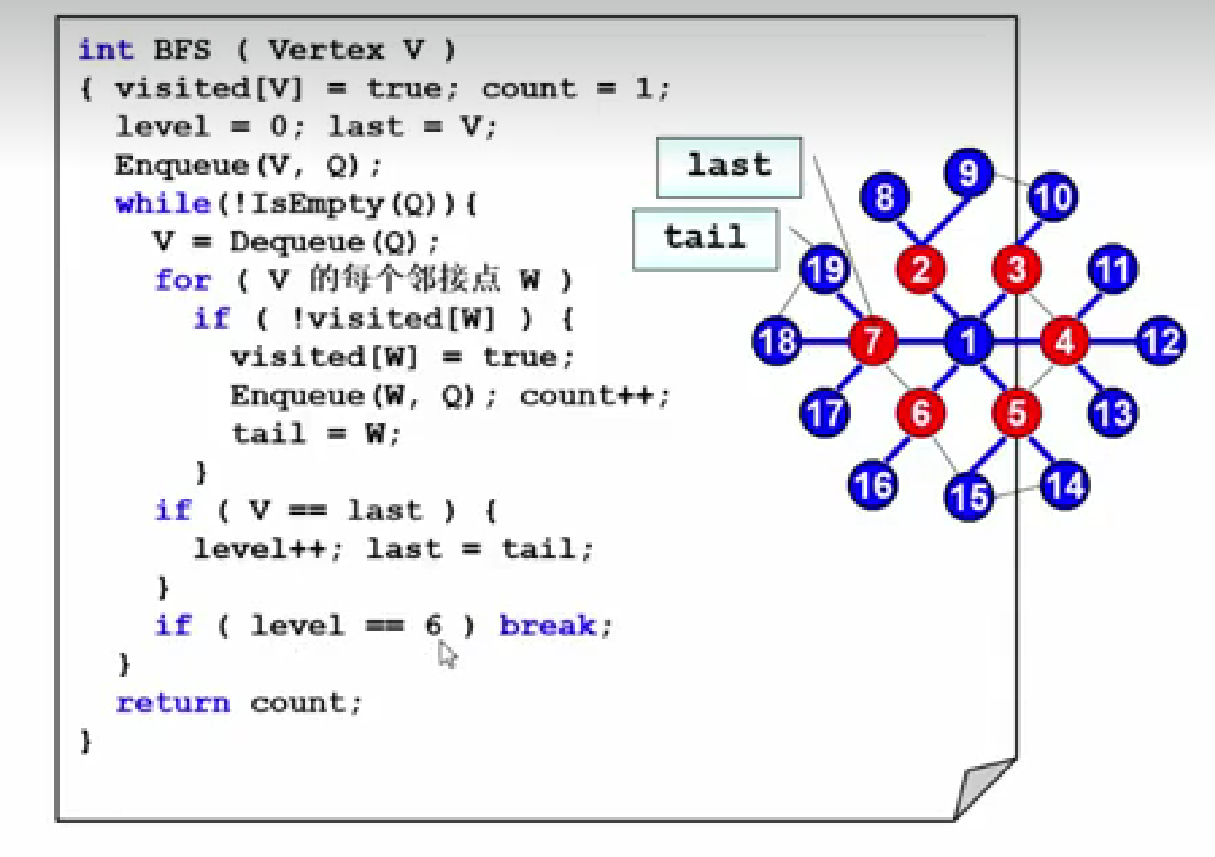 int BFS ( Vertex V )
{ visited[V] = true; count = 1;
level = 0; last = V;
Enqueue(V, Q);
while(!IsEmpty(Q)){
V = Dequeue(Q);
for ( V 的每个邻接点 W )
if ( !visited[W] ) {
visited[W] = true;
Enqueue(W, Q); count++;
tail = W;
}
if ( V == last ) {
level++; last = tail;
}
if ( level == 6 ) break;
}
return count;
}
last
tail
9
8
10
19
2
3
11
18
7
1
4
12
17
6
5
13
16
15
14